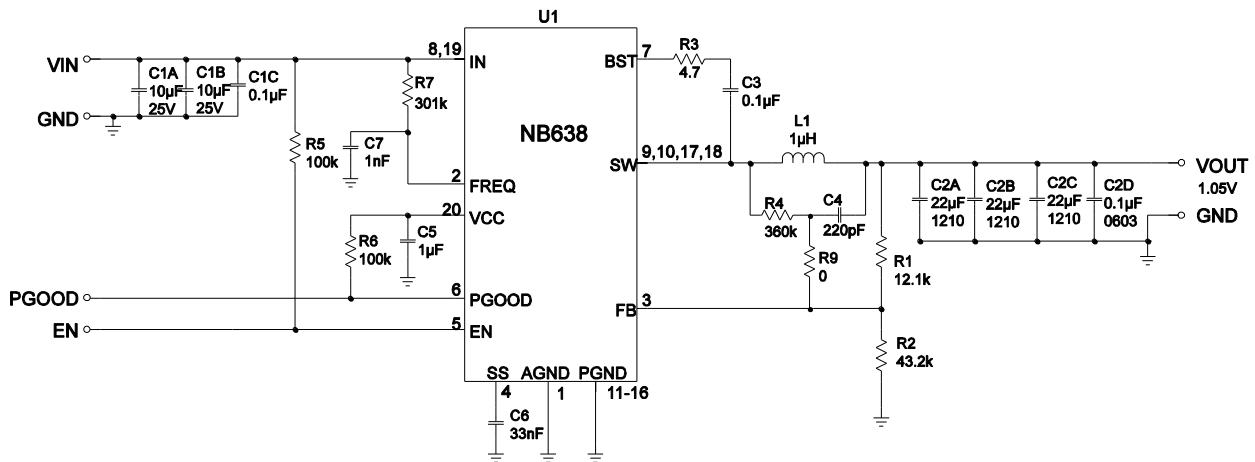 U1
NB638
VIN
GND
C1A
10µF
25V
C1B
10µF
25V
C1C
0.1µF
R5
100k
R7
301k
C7
1nF
8,19
IN
2
FREQ
20
VCC
R6
100k
C5
1µF
PGOOD
6
PGOOD
EN
5
EN
SS
4
AGND
1
PGND
11-16
C6
33nF
BST
7
R3
4.7
C3
0.1µF
SW
9,10,17,18
L1
1µH
R4
360k
C4
220pF
R9
0
FB
3
R1
12.1k
R2
43.2k
C2A
22µF
1210
C2B
22µF
1210
C2C
22µF
1210
C2D
0.1µF
0603
VOUT
1.05V
GND